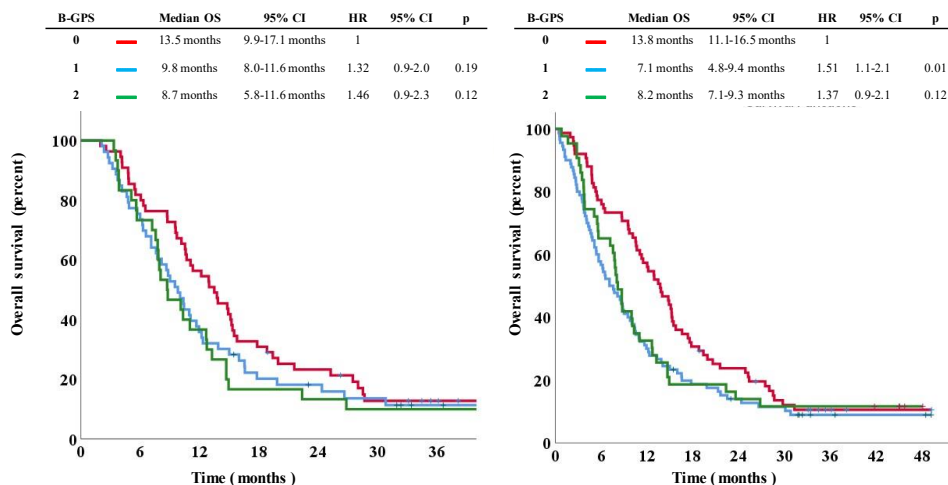 B-GPS Median OS 95% CI HR 95% CI p
0 13.5 months 9.9-17.1 months 1
1 9.8 months 8.0-11.6 months 1.32 0.9-2.0 0.19
2 8.7 months 5.8-11.6 months 1.46 0.9-2.3 0.12
100
80
60
40
20
0
Overall survival (percent)
0 6 12 18 24 30 36
Time (months)
B-GPS Median OS 95% CI HR 95% CI p
0 13.8 months 11.1-16.5 months 1
1 7.1 months 4.8-9.4 months 1.51 1.1-2.1 0.01
2 8.2 months 7.1-9.3 months 1.37 0.9-2.1 0.12
100
80
60
40
20
0
Overall survival (percent)
0 6 12 18 24 30 36 42 48
Time (months)